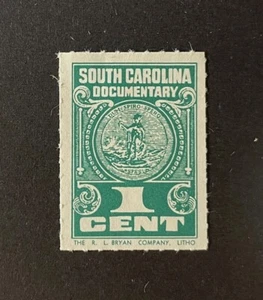 SOUTH CAROLINA
DOCUMENTARY
1
CENT
THE R. L. BRYAN COMPANY, LITHO